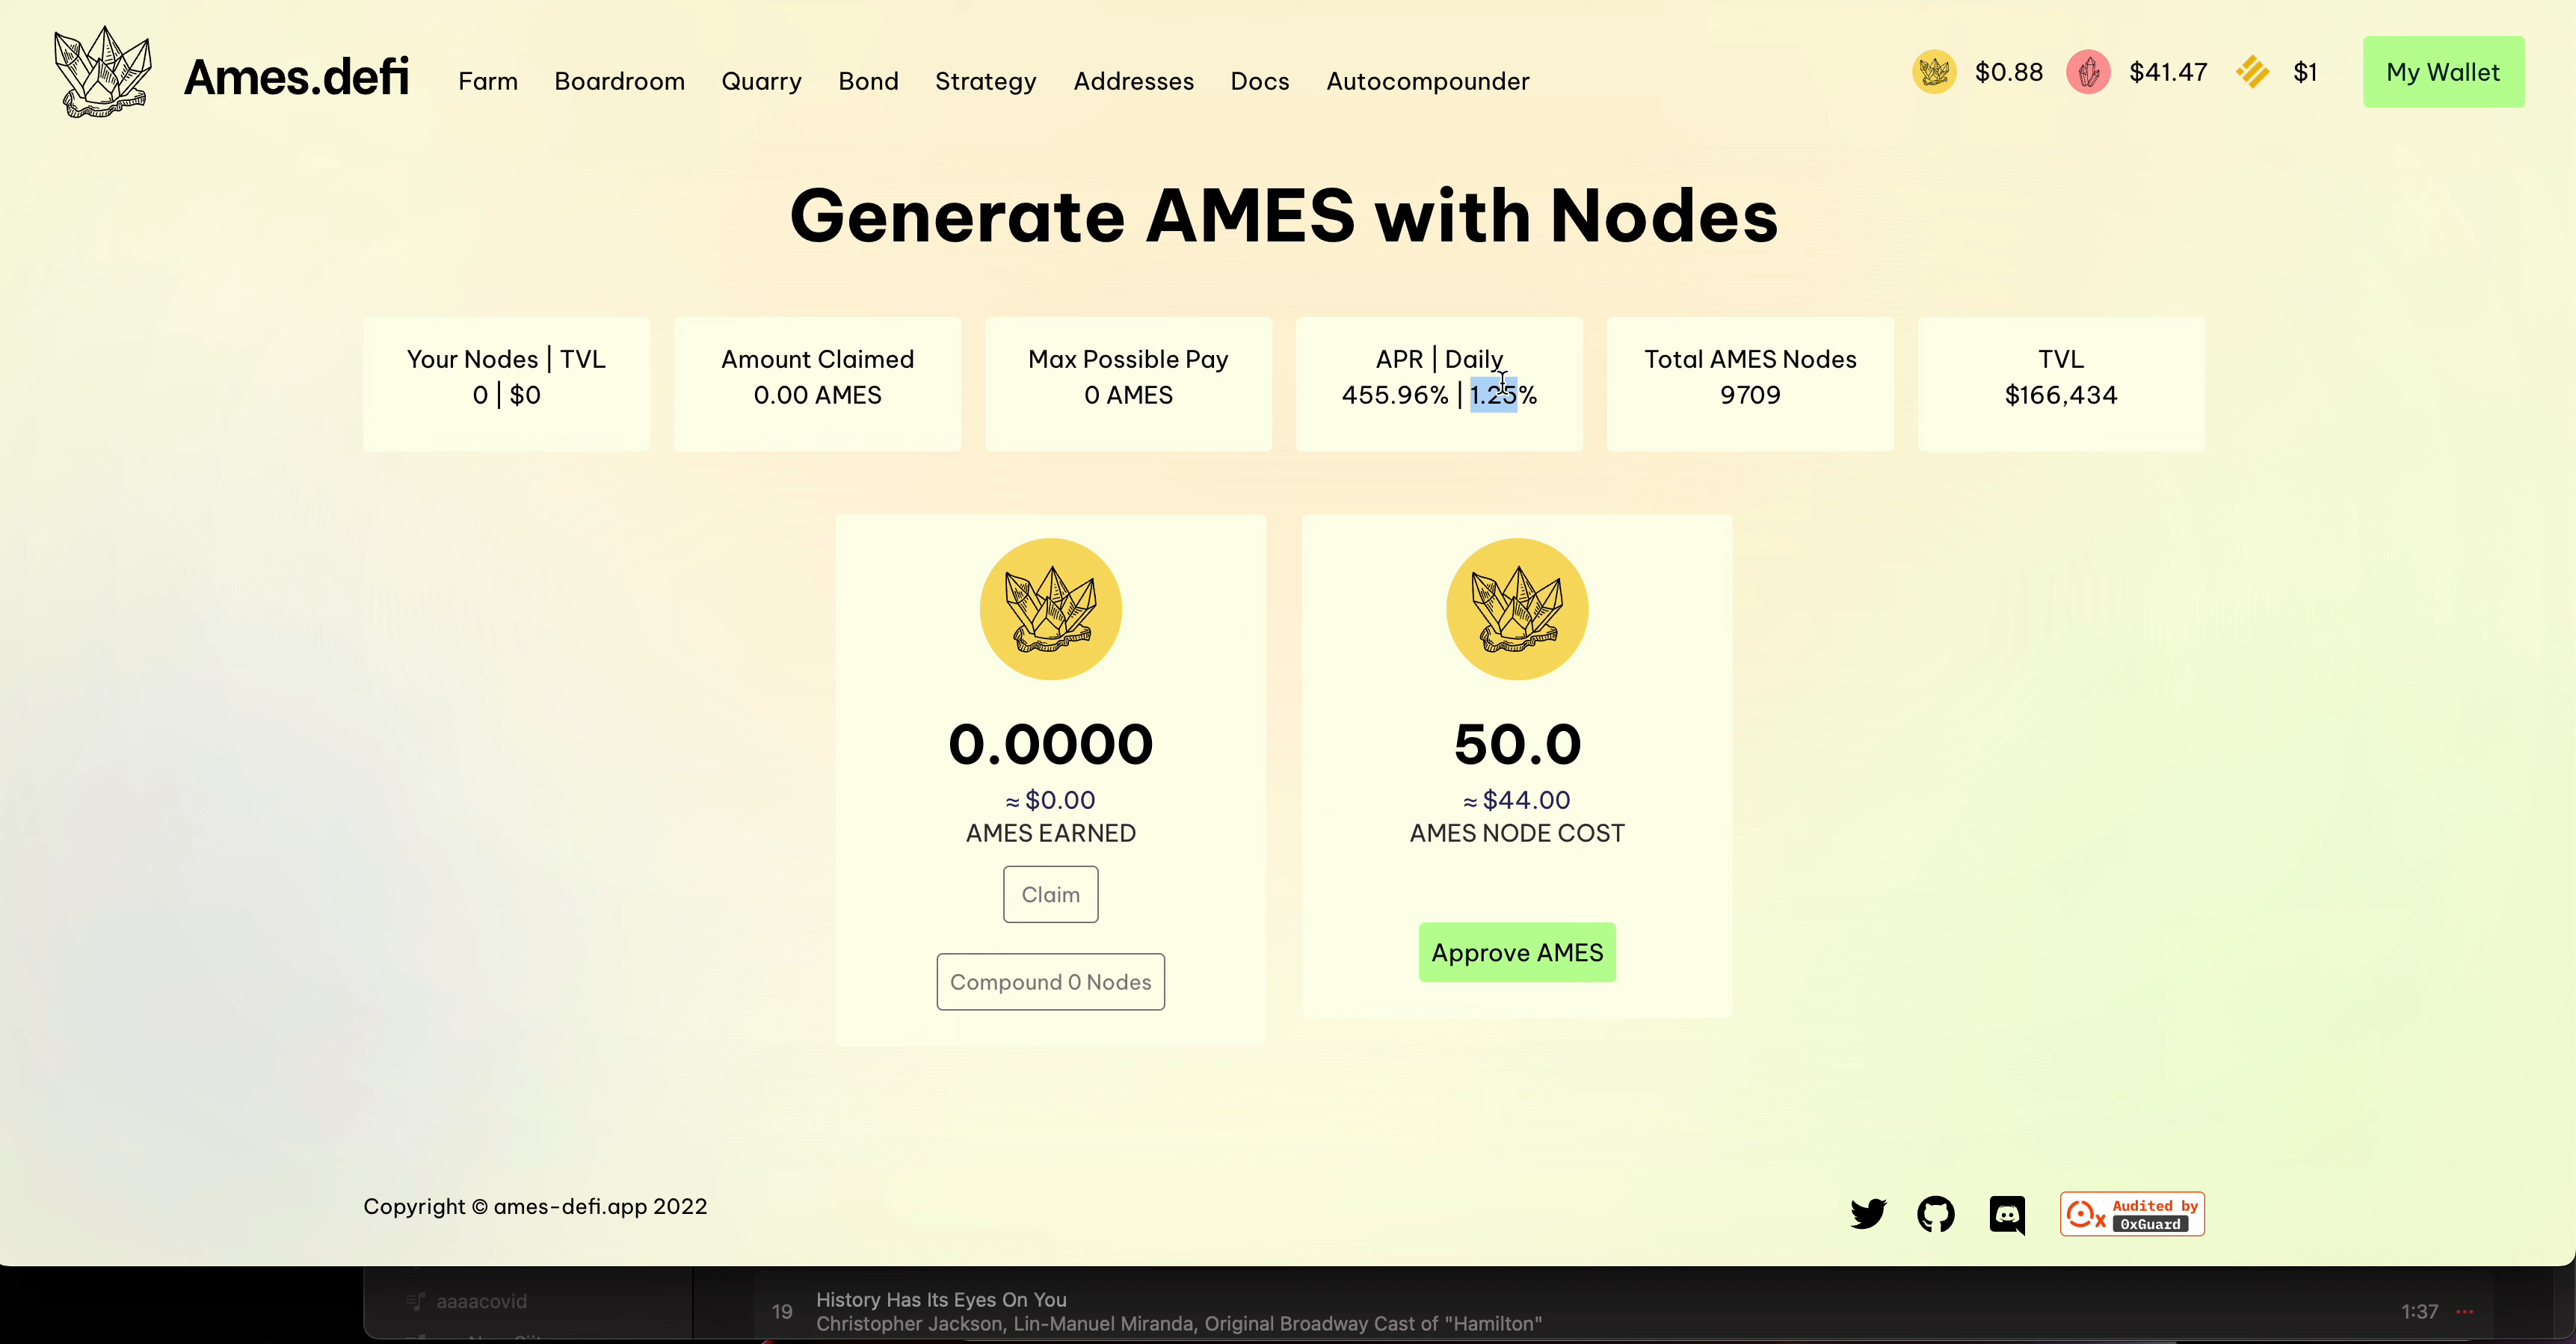 Ames.defi
Farm Boardroom Quarry Bond Strategy Addresses Docs Autocompounder
$0.88 $41.47 $1 My Wallet
Generate AMES with Nodes
Your Nodes | TVL
0 | $0
Amount Claimed
0.00 AMES
Max Possible Pay
0 AMES
APR | Daily
455.96% | 1.25%
Total AMES Nodes
9709
TVL
$166,434
0.0000
≈ $0.00
AMES EARNED
Claim
Compound 0 Nodes
50.0
≈ $44.00
AMES NODE COST
Approve AMES
Copyright © ames-defi.app 2022
Audited by
0xGuard
aaaacovid
19 History Has Its Eyes On You 1:37
Christopher Jackson, Lin-Manuel Miranda, Original Broadway Cast of "Hamilton"